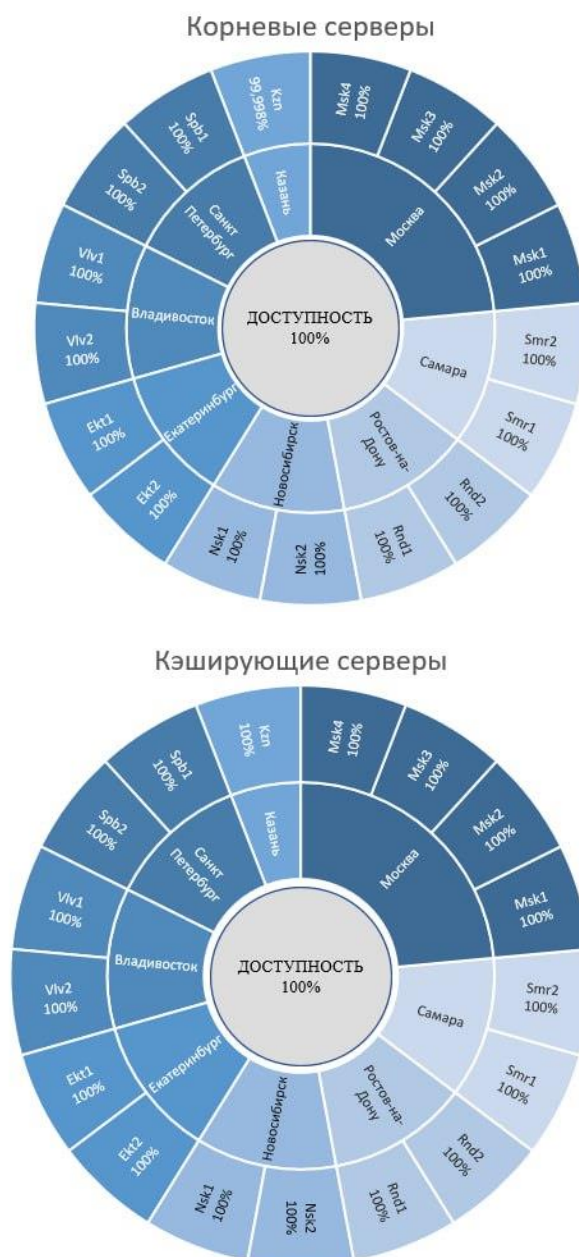 Корневые серверы
Msk4
100%
Msk3
100%
Msk2
100%
Msk1
100%
Smr2
100%
Smr1
100%
Rnd2
100%
Rnd1
100%
Nsk2
100%
Nsk1
100%
Ekt2
100%
Ekt1
100%
Vlv2
100%
Vlv1
100%
Spb2
100%
Spb1
100%
Kzn
99,998%
Москва
Самара
Ростов-на-
Дону
Новосибирск
Екатеринбург
Владивосток
Санкт
Петербург
Казань
ДОСТУПНОСТЬ
100%
Кэширующие серверы
Msk4
100%
Msk3
100%
Msk2
100%
Msk1
100%
Smr2
100%
Smr1
100%
Rnd2
100%
Rnd1
100%
Nsk2
100%
Nsk1
100%
Ekt2
100%
Ekt1
100%
Vlv2
100%
Vlv1
100%
Spb2
100%
Spb1
100%
Kzn
100%
Москва
Самара
Ростов-на-
Дону
Новосибирск
Екатеринбург
Владивосток
Санкт
Петербург
Казань
ДОСТУПНОСТЬ
100%